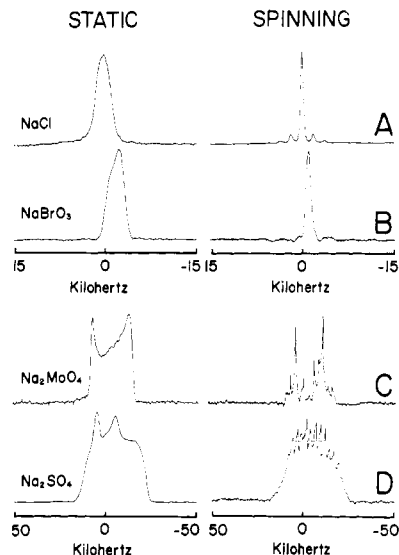 STATIC SPINNING
NaCl A
NaBrO₃ B
15 0 -15 15 0 -15
Kilohertz Kilohertz
Na₂MoO₄ C
Na₂SO₄ D
50 0 -50 50 0 -50
Kilohertz Kilohertz